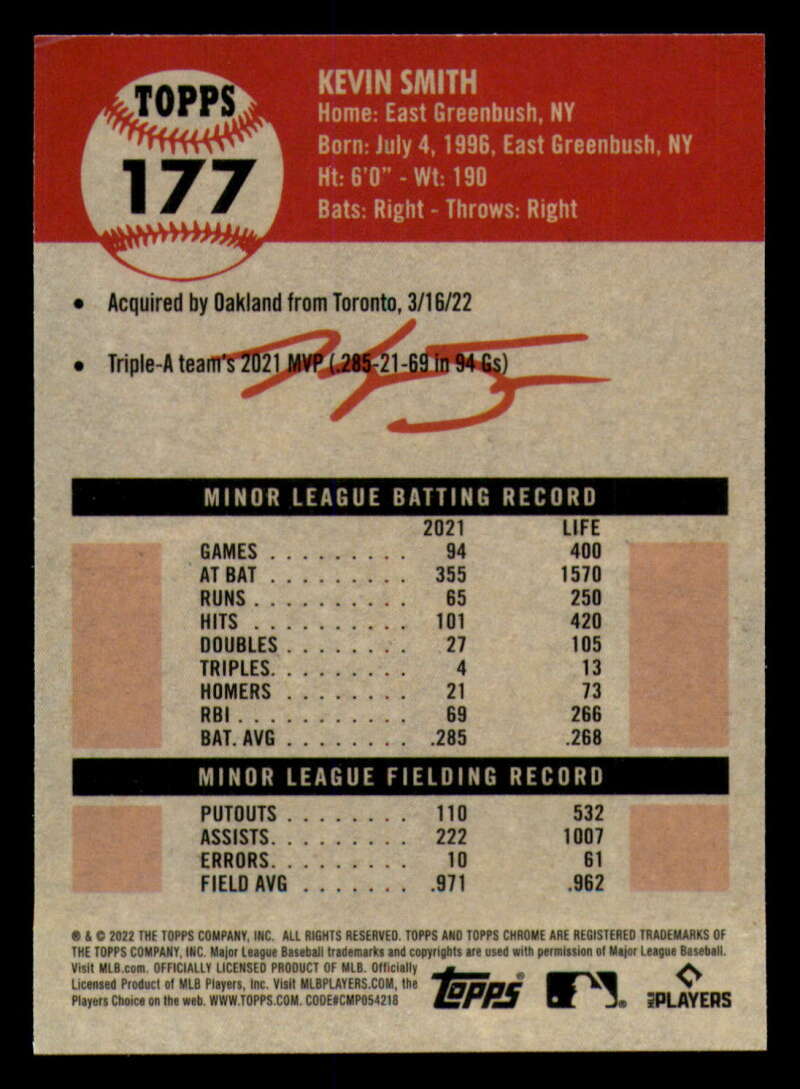 TOPPS
177
KEVIN SMITH
Home: East Greenbush, NY
Born: July 4, 1996, East Greenbush, NY
Ht: 6'0" - Wt: 190
Bats: Right - Throws: Right
• Acquired by Oakland from Toronto, 3/16/22
• Triple-A team's 2021 MVP (.285-21-69 in 94 Gs)
MINOR LEAGUE BATTING RECORD
2021 LIFE
GAMES . . . . . . . . . 94 400
AT BAT . . . . . . . . . 355 1570
RUNS . . . . . . . . . . 65 250
HITS . . . . . . . . . . 101 420
DOUBLES . . . . . . . . 27 105
TRIPLES. . . . . . . . . 4 13
HOMERS . . . . . . . . 21 73
RBI . . . . . . . . . . . 69 266
BAT. AVG . . . . . . . . .285 .268
MINOR LEAGUE FIELDING RECORD
PUTOUTS . . . . . . . . 110 532
ASSISTS. . . . . . . . . 222 1007
ERRORS. . . . . . . . . 10 61
FIELD AVG . . . . . . . .971 .962
® & © 2022 THE TOPPS COMPANY, INC. ALL RIGHTS RESERVED. TOPPS AND TOPPS CHROME ARE REGISTERED TRADEMARKS OF
THE TOPPS COMPANY, INC. Major League Baseball trademarks and copyrights are used with permission of Major League Baseball.
Visit MLB.com. OFFICIALLY LICENSED PRODUCT OF MLB. Officially
Licensed Product of MLB Players, Inc. Visit MLBPLAYERS.COM, the
Players Choice on the web. WWW.TOPPS.COM. CODE#CMP054218
Topps®
MLB PLAYERS